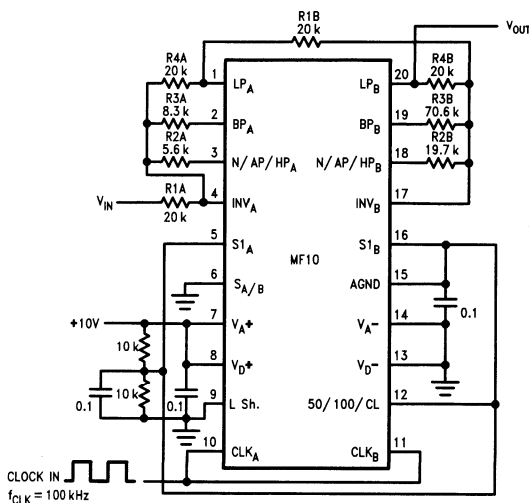 R1B
20 k
V_OUT
R4A
20 k
1
LP_A
LP_B
20
R4B
20 k
R3A
8.3 k
2
BP_A
BP_B
19
R3B
70.6 k
R2A
5.6 k
3
N/AP/HP_A
N/AP/HP_B
18
R2B
19.7 k
V_IN
R1A
20 k
4
INV_A
INV_B
17
5
S1_A
S1_B
16
MF10
6
S_A/B
AGND
15
0.1
+10V
7
V_A+
V_A−
14
10 k
8
V_D+
V_D−
13
10 k
0.1
0.1
9
L Sh.
50/100/CL
12
10
CLK_A
CLK_B
11
CLOCK IN
f_CLK = 100 kHz